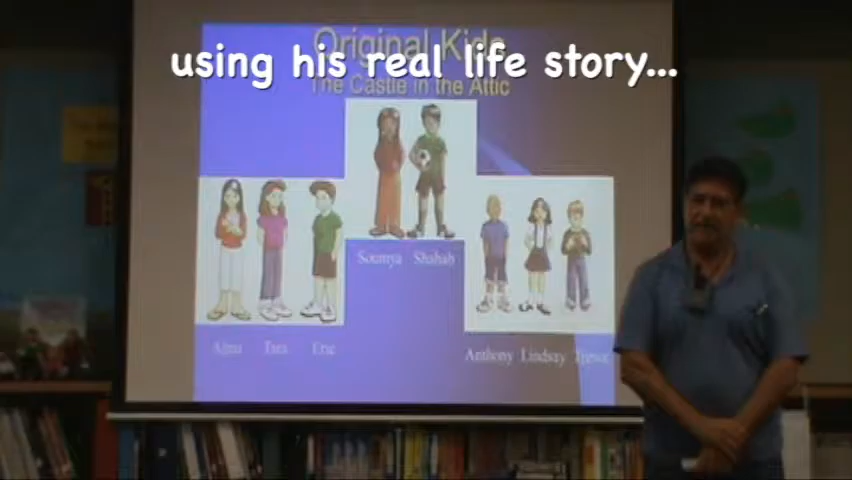 Original Kids
using his real life story...
The Castle in the Attic
Soumya Shahab
Alma Tara Eric
Anthony Lindsay Trevor